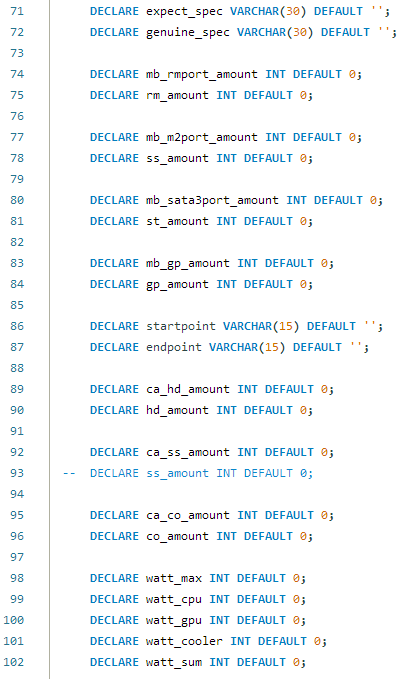 71 DECLARE expect_spec VARCHAR(30) DEFAULT '';
72 DECLARE genuine_spec VARCHAR(30) DEFAULT '';
73
74 DECLARE mb_rmport_amount INT DEFAULT 0;
75 DECLARE rm_amount INT DEFAULT 0;
76
77 DECLARE mb_m2port_amount INT DEFAULT 0;
78 DECLARE ss_amount INT DEFAULT 0;
79
80 DECLARE mb_sata3port_amount INT DEFAULT 0;
81 DECLARE st_amount INT DEFAULT 0;
82
83 DECLARE mb_gp_amount INT DEFAULT 0;
84 DECLARE gp_amount INT DEFAULT 0;
85
86 DECLARE startpoint VARCHAR(15) DEFAULT '';
87 DECLARE endpoint VARCHAR(15) DEFAULT '';
88
89 DECLARE ca_hd_amount INT DEFAULT 0;
90 DECLARE hd_amount INT DEFAULT 0;
91
92 DECLARE ca_ss_amount INT DEFAULT 0;
93 -- DECLARE ss_amount INT DEFAULT 0;
94
95 DECLARE ca_co_amount INT DEFAULT 0;
96 DECLARE co_amount INT DEFAULT 0;
97
98 DECLARE watt_max INT DEFAULT 0;
99 DECLARE watt_cpu INT DEFAULT 0;
100 DECLARE watt_gpu INT DEFAULT 0;
101 DECLARE watt_cooler INT DEFAULT 0;
102 DECLARE watt_sum INT DEFAULT 0;